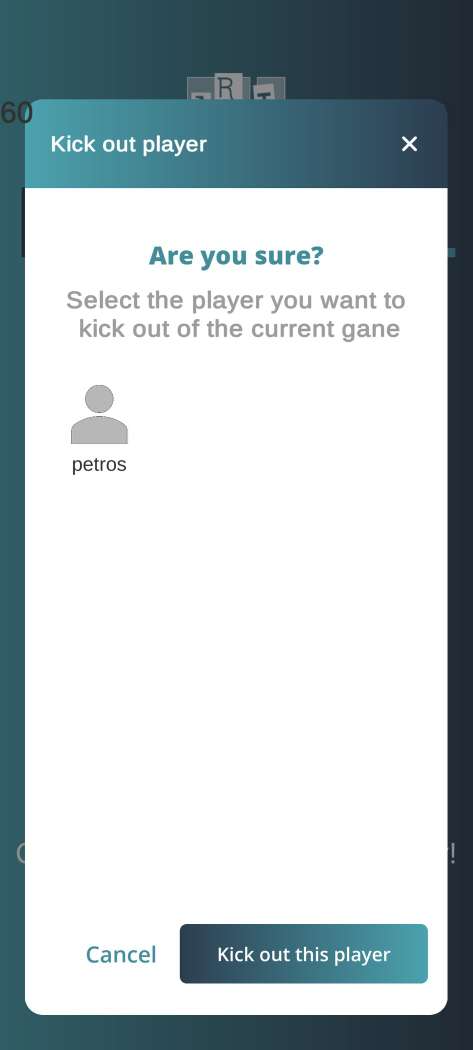 R
60
Kick out player
Are you sure?
Select the player you want to
kick out of the current gane
petros
!
Cancel
Kick out this player